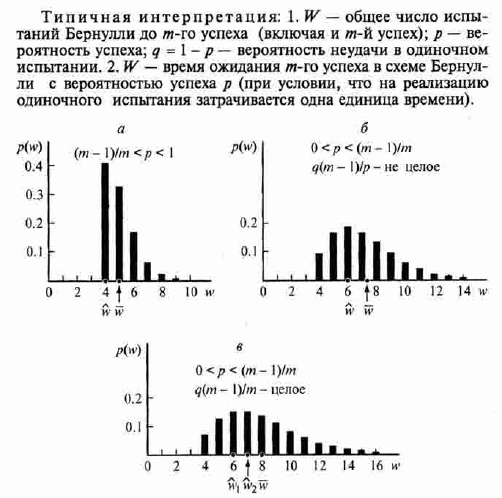 Типичная интерпретация: 1. W — общее число испы-
таний Бернулли до m-го успеха (включая и m-й успех); p — ве-
роятность успеха; q = 1 − p — вероятность неудачи в одиночном
испытании. 2. W — время ожидания m-го успеха в схеме Бернул-
ли с вероятностью успеха p (при условии, что на реализацию
одиночного испытания затрачивается одна единица времени).
а
p(w)
(m − 1)/m < p < 1
0.4
0.3
0.2
0.1
0 2 4 6 8 10 w
ŵ w̄
б
p(w)
0 < p < (m − 1)/m
q(m − 1)/p – не целое
0.2
0.1
0 2 4 6 8 10 12 14 w
ŵ w̄
в
p(w)
0 < p < (m − 1)/m
q(m − 1)/m – целое
0.2
0.1
0 2 4 6 8 10 12 14 16 w
ŵ₁ ŵ₂ w̄